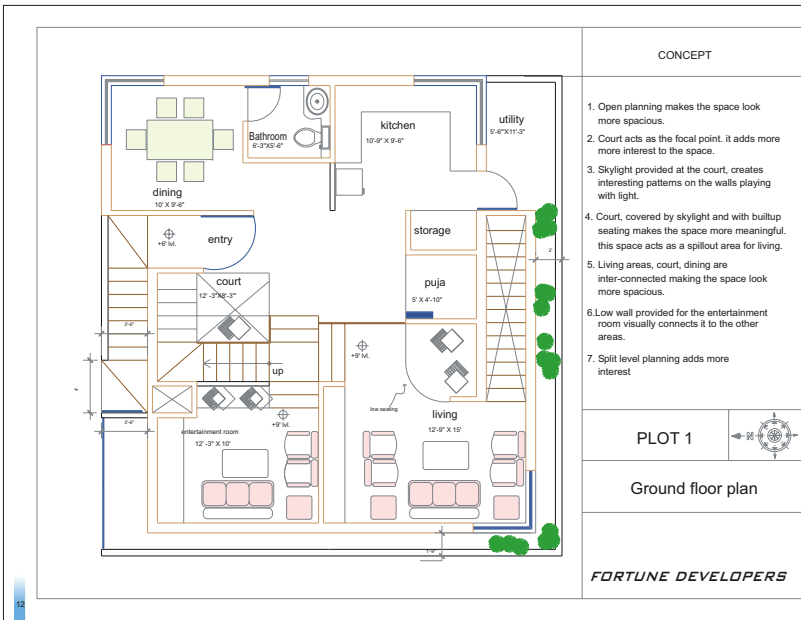 CONCEPT
1. Open planning makes the space look
more spacious.
2. Court acts as the focal point. it adds more
more interest to the space.
3. Skylight provided at the court, creates
interesting patterns on the walls playing
with light.
4. Court, covered by skylight and with builtup
seating makes the space more meaningful.
this space acts as a spillout area for living.
5. Living areas, court, dining are
inter-connected making the space look
more spacious.
6.Low wall provided for the entertainment
room visually connects it to the other
areas.
7. Split level planning adds more
interest
PLOT 1
N
Ground floor plan
FORTUNE DEVELOPERS
Bathroom
6'-3"X5'-6"
kitchen
10'-9" X 9'-6"
utility
5'-6"X11'-3"
dining
10' X 9'-6"
entry
+6' lvl.
storage
court
12' -3"X8'-3"
puja
5' X 4'-10"
2'
up
+9' lvl.
low seating
living
12'-9" X 15'
entertainment room
12' -3" X 10'
+9' lvl.
12